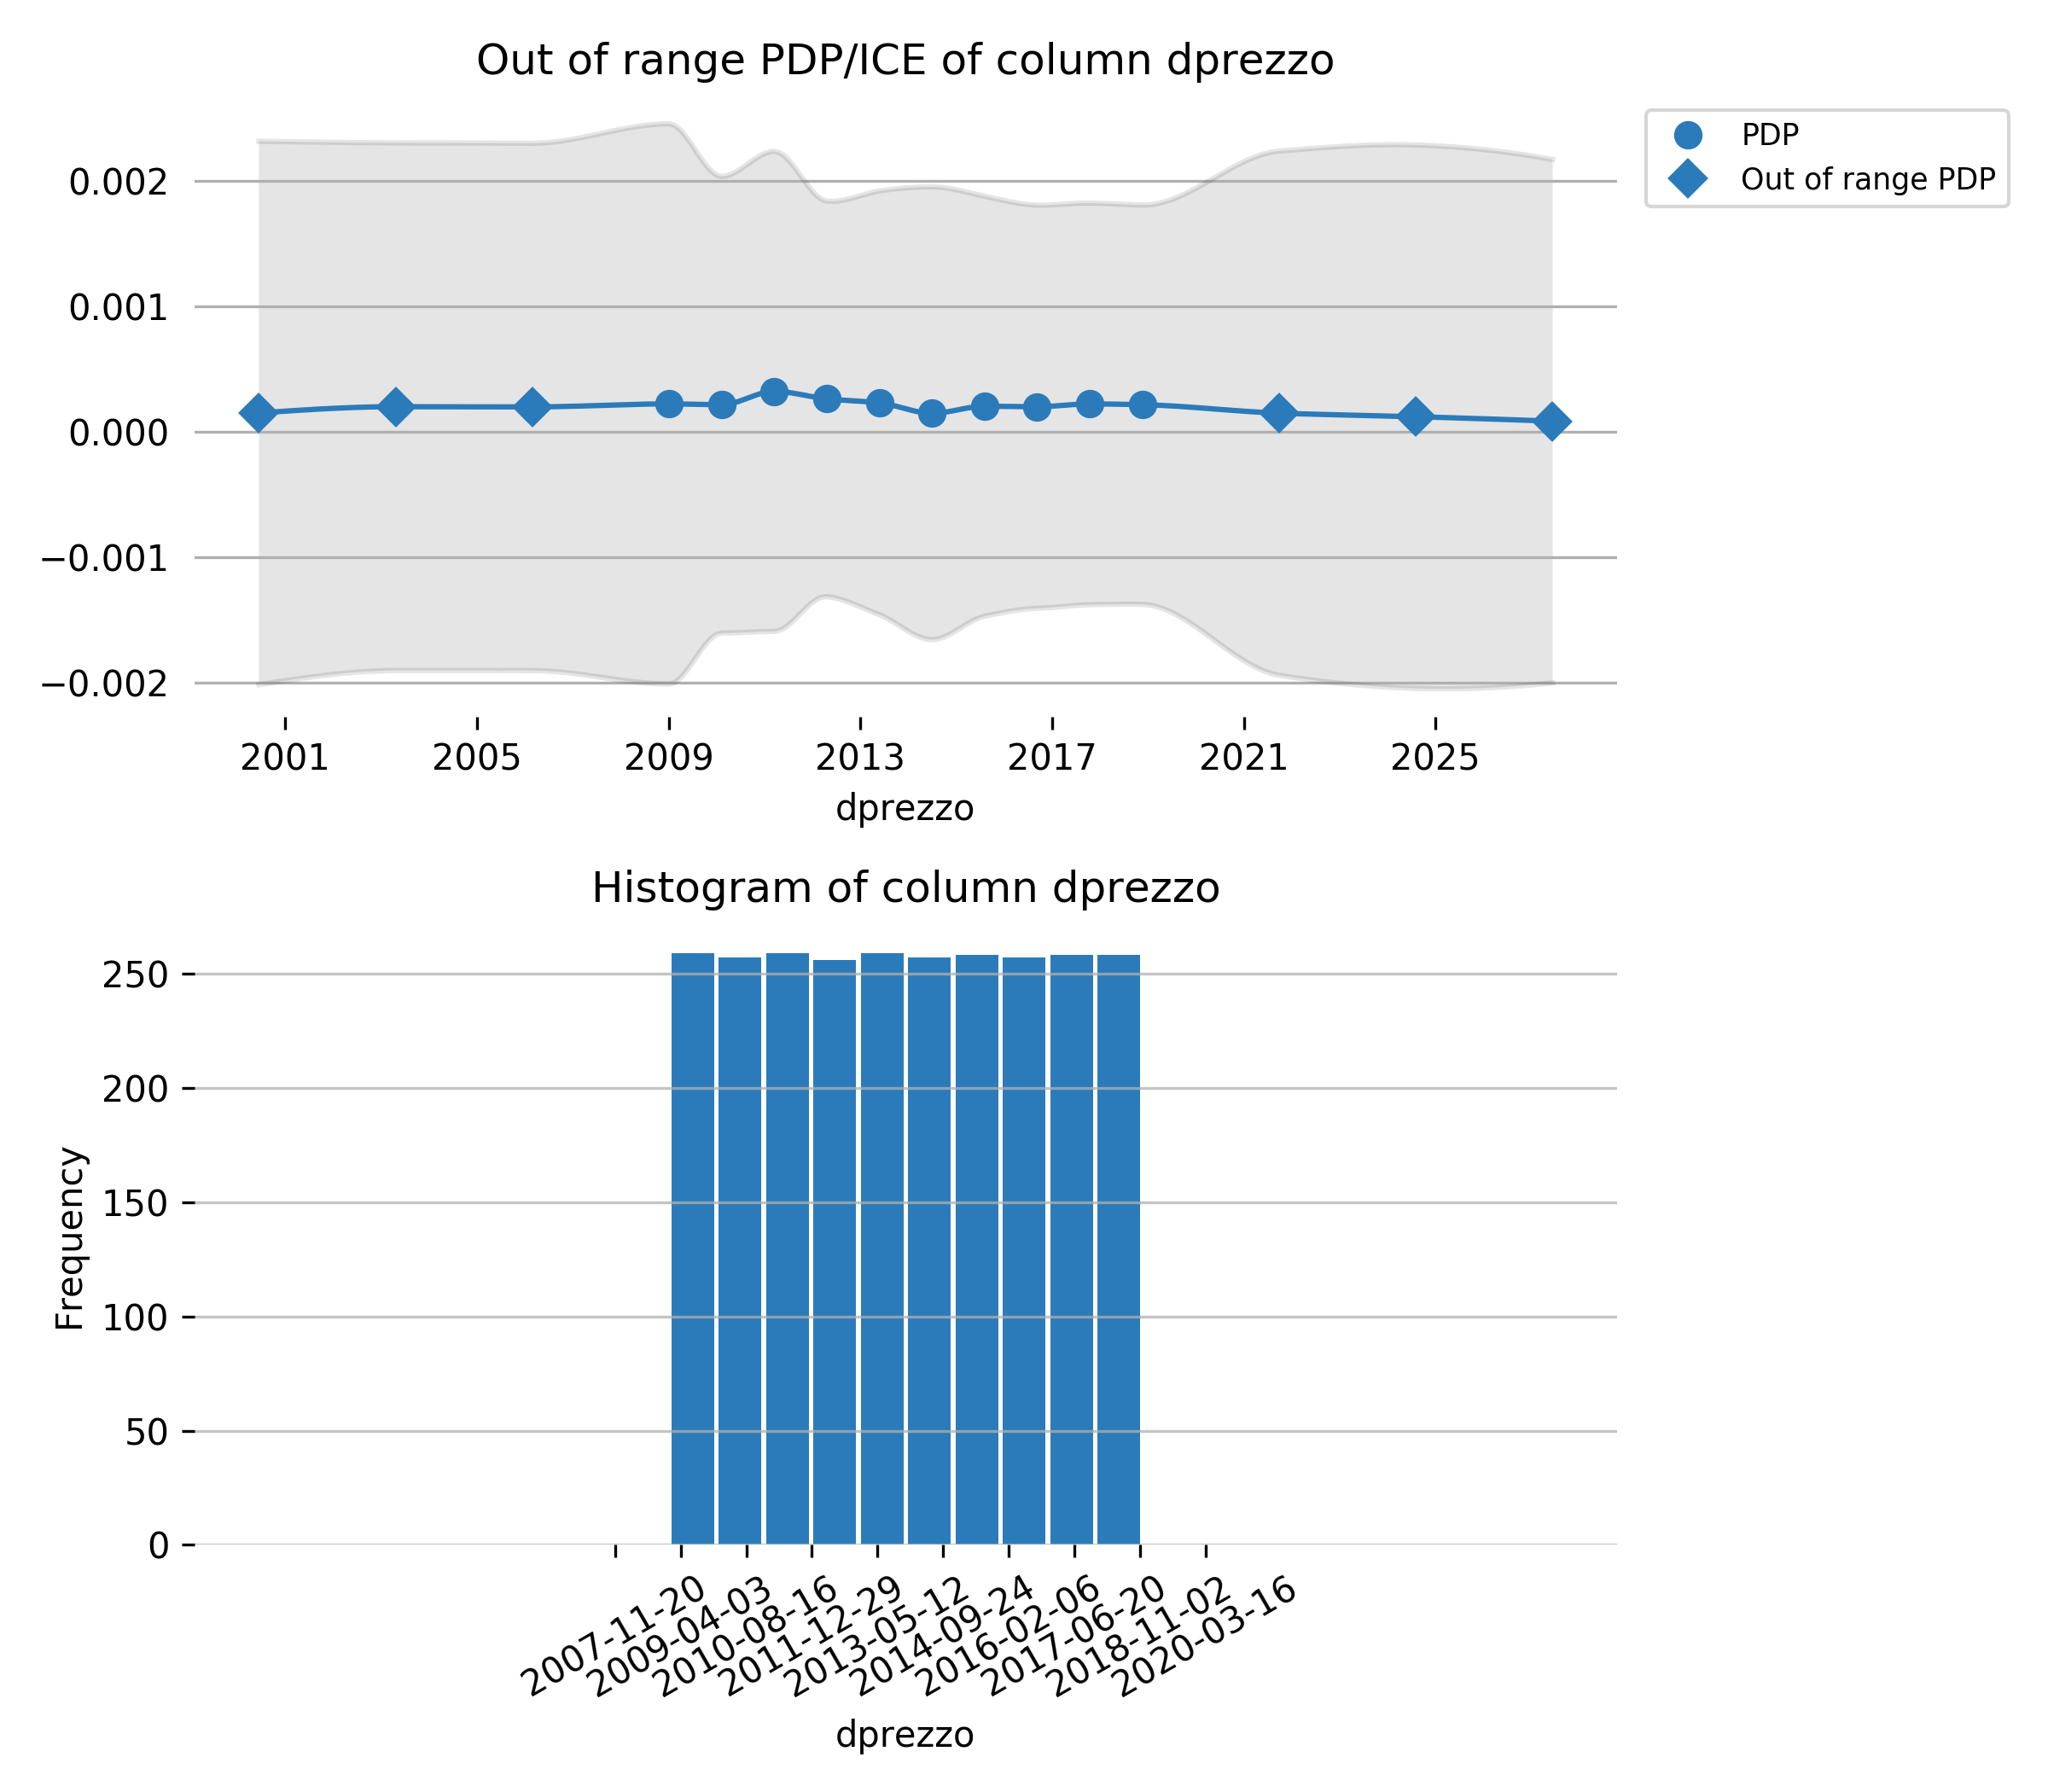 Out of range PDP/ICE of column dprezzo
PDP
Out of range PDP
0.002
0.001
0.000
−0.001
−0.002
2001 2005 2009 2013 2017 2021 2025
dprezzo
Histogram of column dprezzo
250
200
150
100
50
0
Frequency
2007-11-20
2009-04-03
2010-08-16
2011-12-29
2013-05-12
2014-09-24
2016-02-06
2017-06-20
2018-11-02
2020-03-16
dprezzo